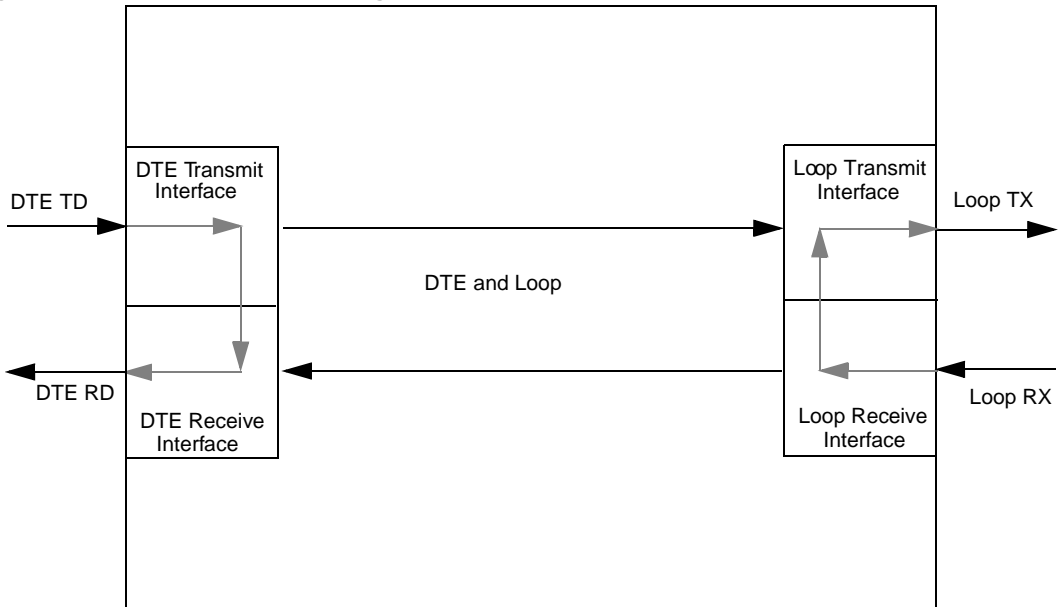 DTE Transmit
Interface
Loop Transmit
Interface
DTE TD
Loop TX
DTE and Loop
DTE RD
Loop RX
DTE Receive
Interface
Loop Receive
Interface